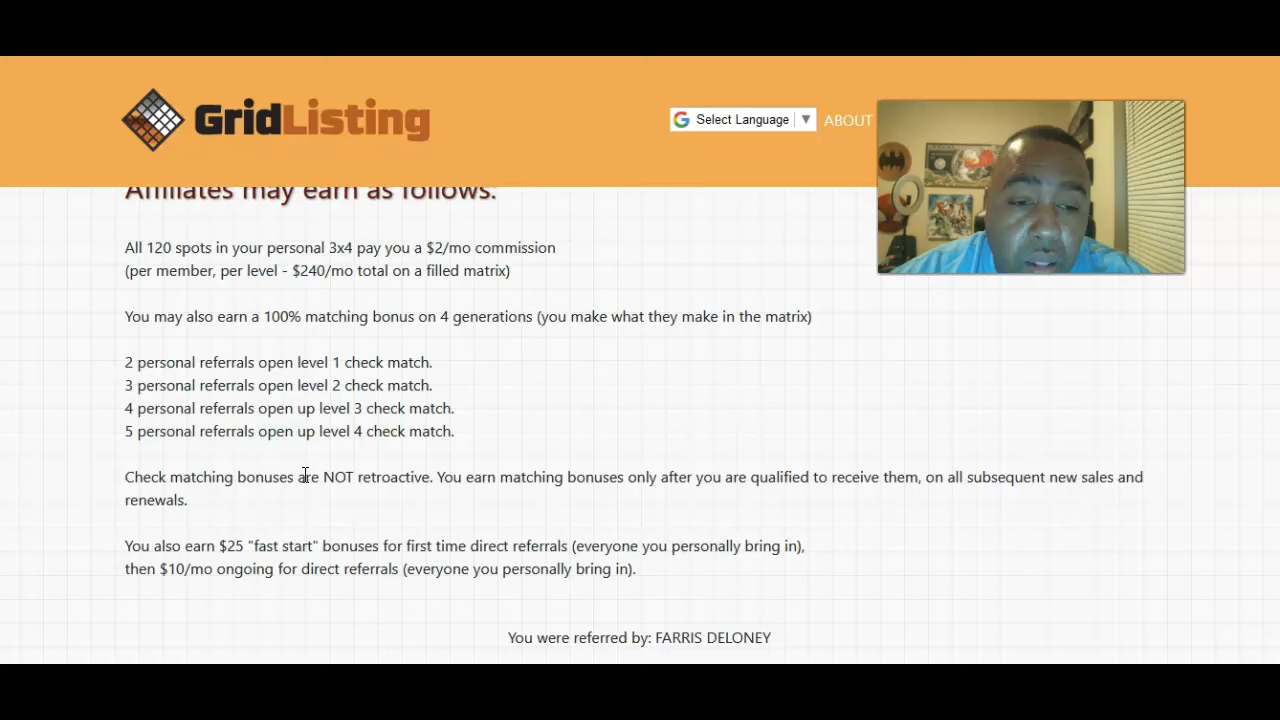 GridListing
Select Language ▼
ABOUT
Affiliates may earn as follows:
All 120 spots in your personal 3x4 pay you a $2/mo commission
(per member, per level - $240/mo total on a filled matrix)
You may also earn a 100% matching bonus on 4 generations (you make what they make in the matrix)
2 personal referrals open level 1 check match.
3 personal referrals open level 2 check match.
4 personal referrals open up level 3 check match.
5 personal referrals open up level 4 check match.
Check matching bonuses are NOT retroactive. You earn matching bonuses only after you are qualified to receive them, on all subsequent new sales and
renewals.
You also earn $25 "fast start" bonuses for first time direct referrals (everyone you personally bring in),
then $10/mo ongoing for direct referrals (everyone you personally bring in).
You were referred by: FARRIS DELONEY